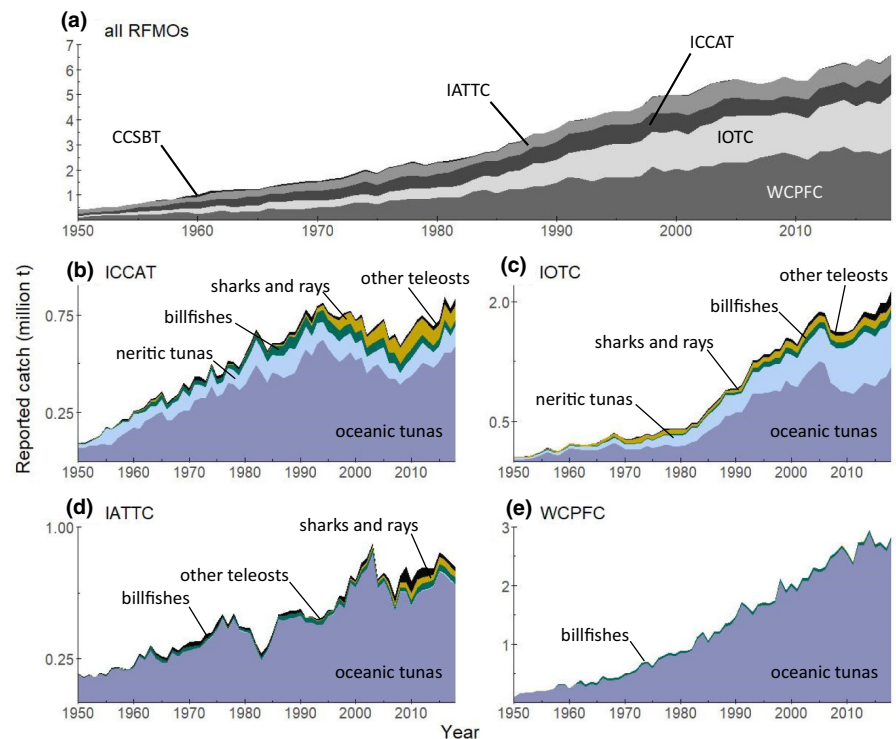 (a) all RFMOs
7
6
5
4
3
2
1
CCSBT
IATTC
ICCAT
IOTC
WCPFC
1950 1960 1970 1980 1990 2000 2010
Reported catch (million t)
(b) ICCAT
0.75
0.25
neritic tunas
billfishes
sharks and rays
other teleosts
oceanic tunas
1950 1960 1970 1980 1990 2000 2010
(c) IOTC
2.0
0.5
neritic tunas
sharks and rays
billfishes
other teleosts
oceanic tunas
1950 1960 1970 1980 1990 2000 2010
(d) IATTC
1.00
0.25
billfishes
other teleosts
sharks and rays
oceanic tunas
1950 1960 1970 1980 1990 2000 2010
(e) WCPFC
3
2
1
billfishes
oceanic tunas
1950 1960 1970 1980 1990 2000 2010
Year